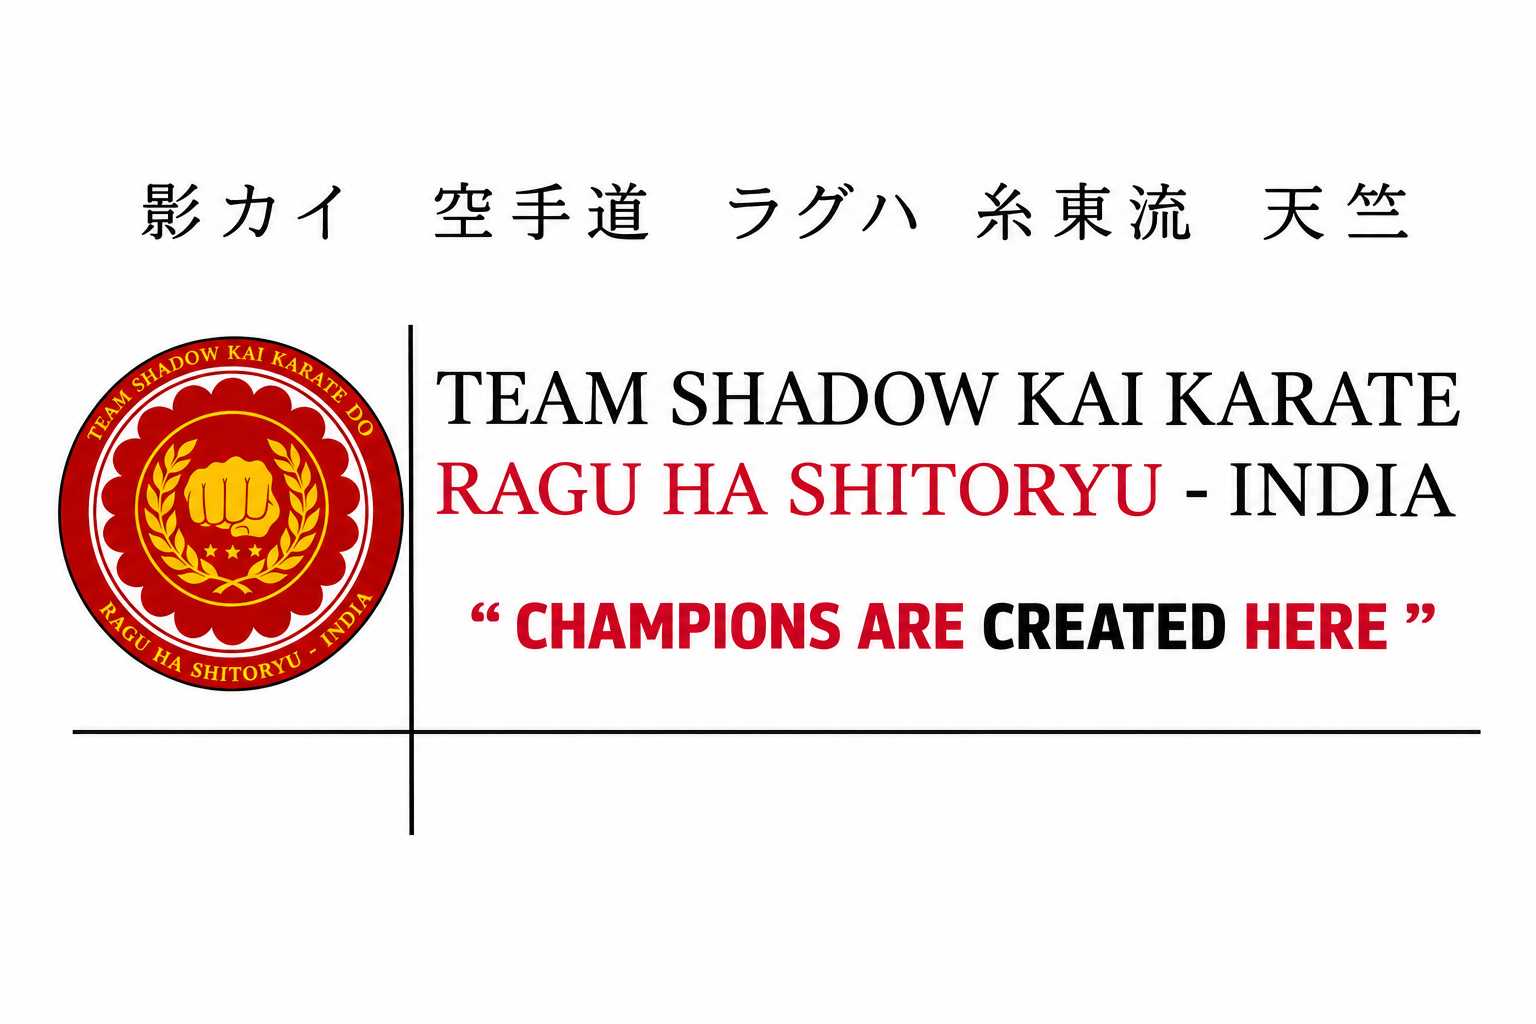 影カイ 空手道 ラグハ 糸東流 天竺
TEAM SHADOW KAI KARATE DO
RAGU HA SHITORYU - INDIA
TEAM SHADOW KAI KARATE
RAGU HA SHITORYU - INDIA
“ CHAMPIONS ARE CREATED HERE ”